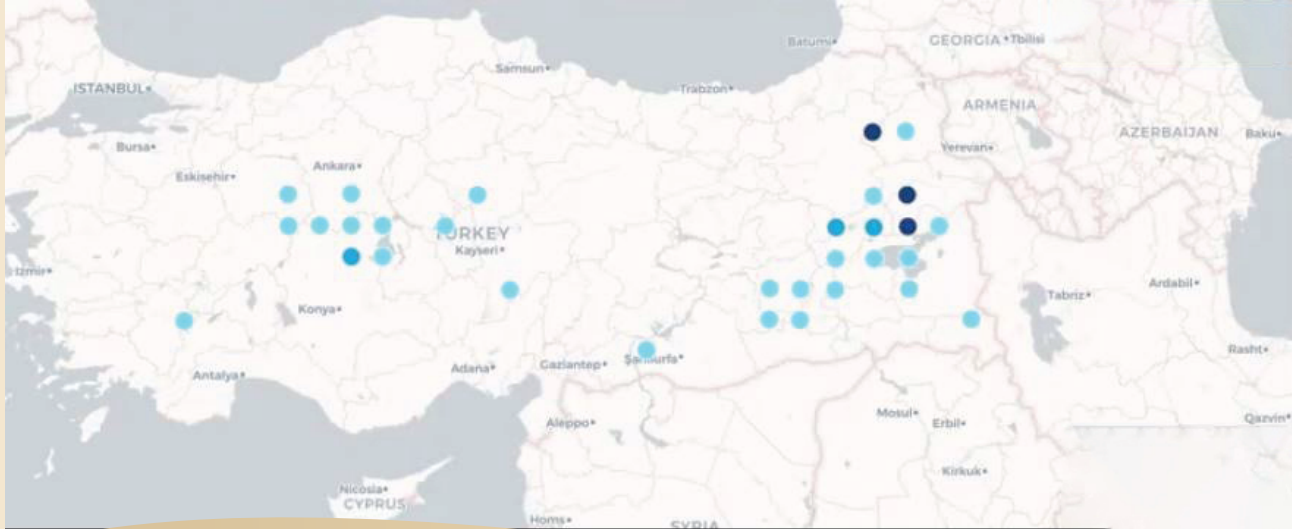 Batumi
GEORGIA
Tbilisi
Samsun
ISTANBUL
Trabzon
ARMENIA
AZERBAIJAN
Baku
Bursa
Yerevan
Ankara
Eskisehir
TURKEY
Kayseri
Izmir
Ardabil
Tabriz
Konya
Rasht
Gaziantep
Adana
Antalya
Mosul
Qazvin
Aleppo
Erbil
Kirkuk
Nicosia
CYPRUS
Homs
SYRIA